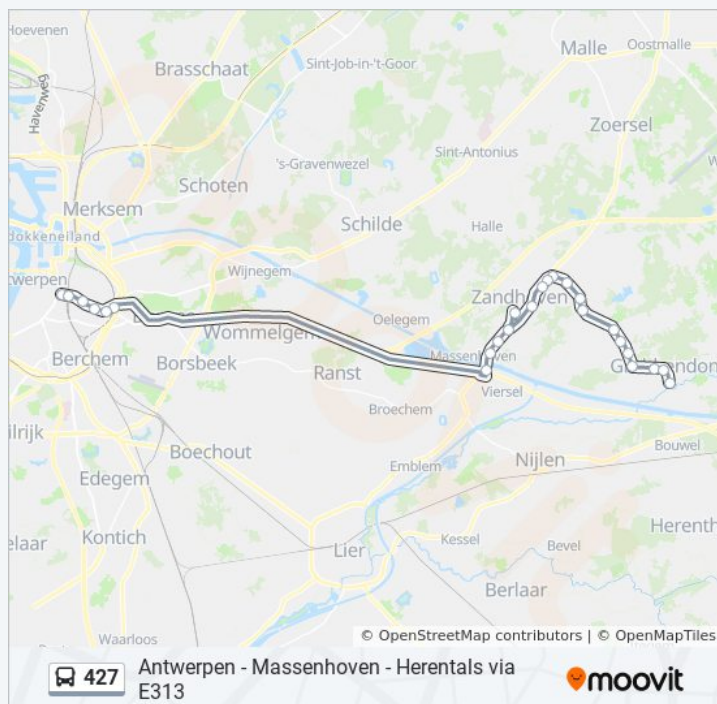 Hoevenen
Malle
Oostmalle
Sint-Job-in-'t-Goor
Brasschaat
Havenweg
Zoersel
Sint-Antonius
's-Gravenwezel
Schoten
Merksem
Schilde
Halle
dokkeneiland
Wijnegem
twerpen
Zandhoven
Oelegem
Wommelgem
Berchem
Massenhoven
Borsbeek
Ranst
Viersel
Broechem
ilrijk
Boechout
Bouwel
Nijlen
Emblem
Edegem
Herenth
Kontich
Kessel
Bevel
elaar
Lier
Berlaar
Waarloos
© OpenStreetMap contributors | © OpenMapTiles
427
Antwerpen - Massenhoven - Herentals via
E313
moovit